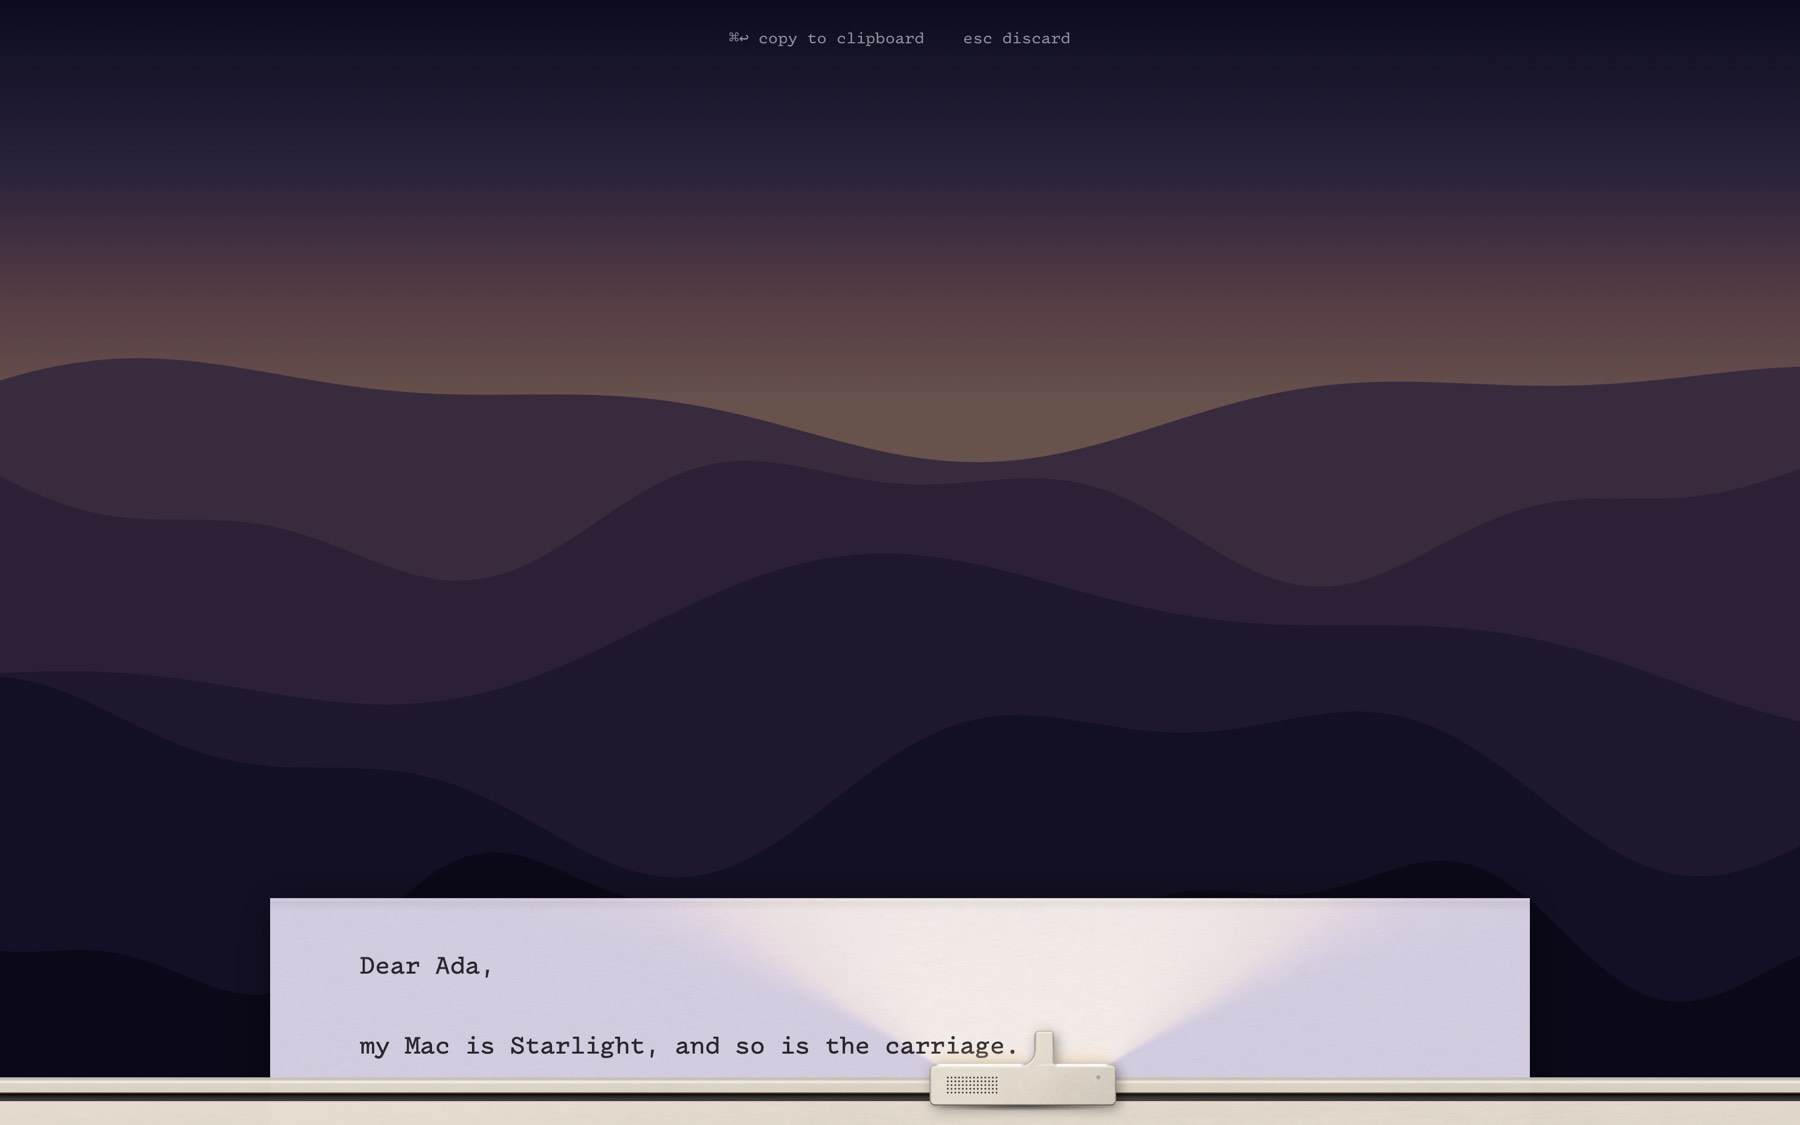 ⌘↩ copy to clipboard esc discard
Dear Ada,
my Mac is Starlight, and so is the carriage.